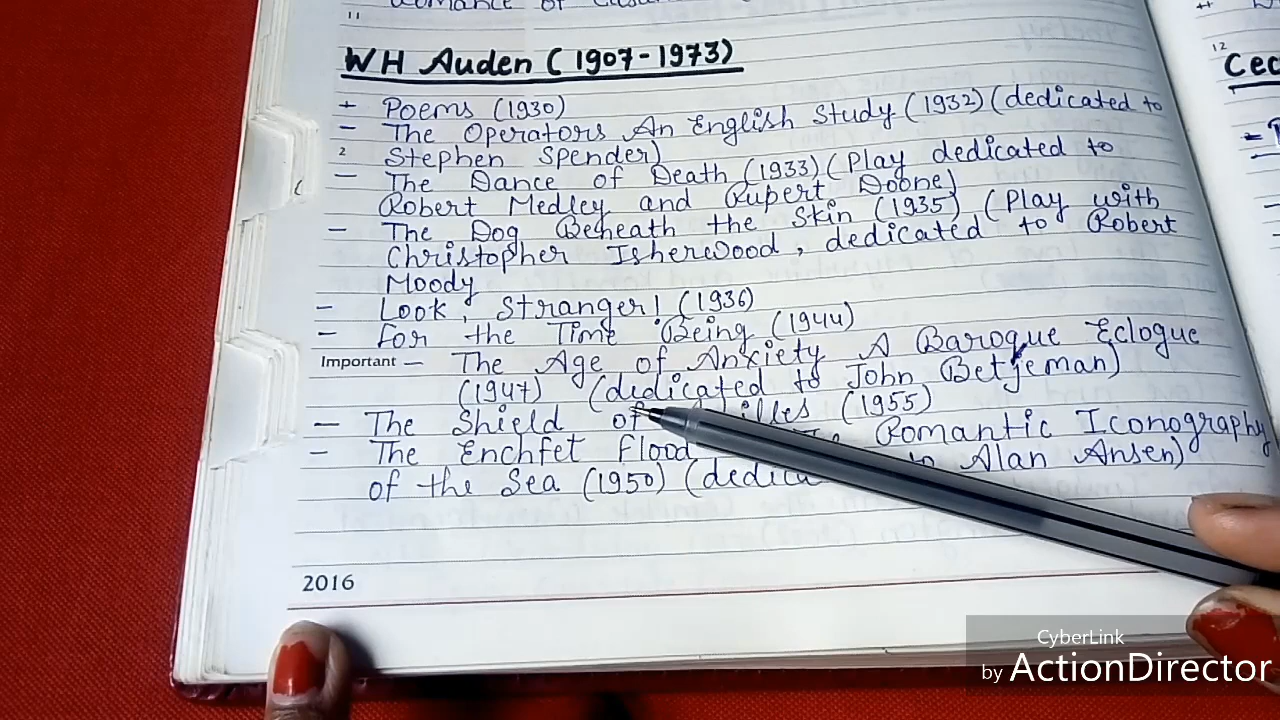 WH Auden (1907-1973)
+ Poems (1930)
- The Operators An English Study (1932) (dedicated to
2 Stephen Spender)
- The Dance of Death (1933) (Play dedicated to
Robert Medley and Rupert Doone)
- The Dog Beneath the Skin (1935) (Play with
Christopher Isherwood, dedicated to Robert
Moody
- Look, Stranger! (1936)
- For the Time Being (1944)
Important - The Age of Anxiety A Baroque Eclogue
(1947) (dedicated to John Betjeman)
- The Shield of (1955)
- The Enchfet Flood Romantic Iconography
of the Sea (1950) Alan Ansen)
2016
12
Cec
CyberLink
by ActionDirector